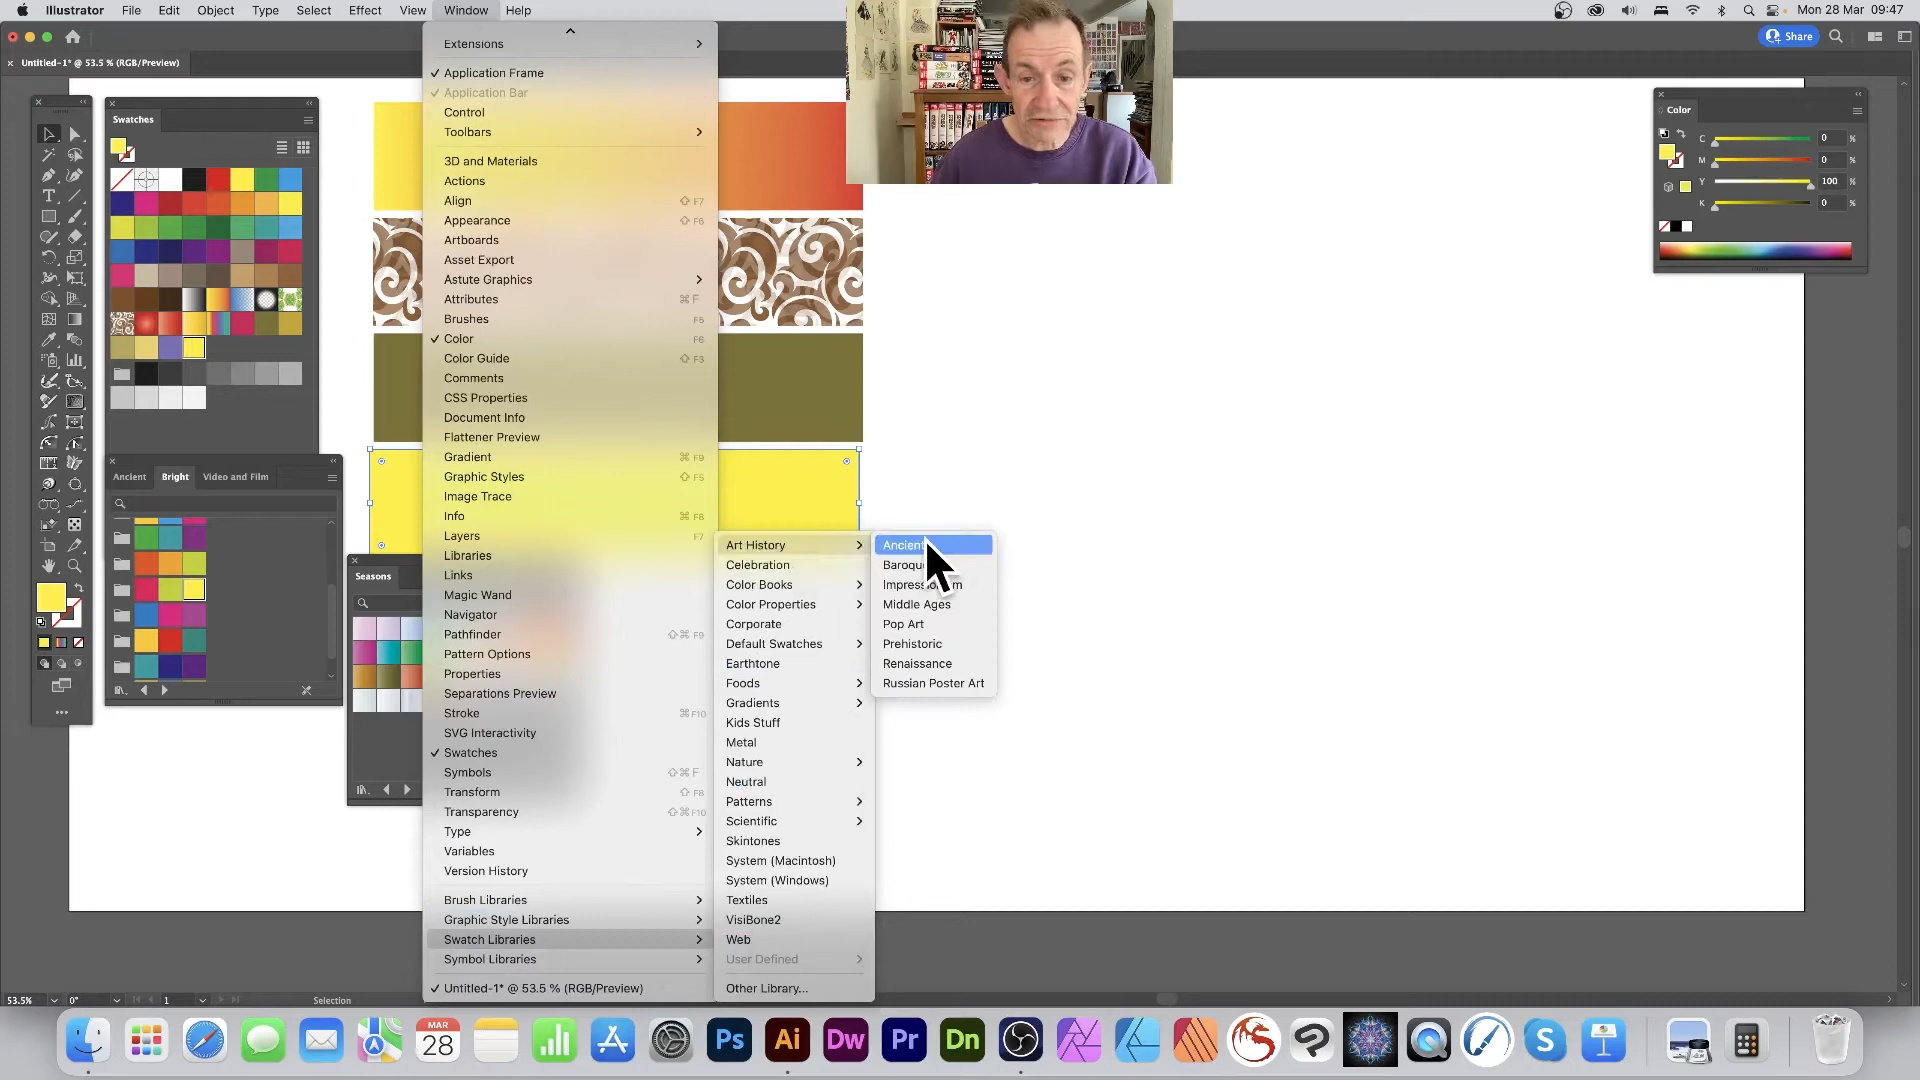 Illustrator File Edit Object Type Select Effect View Window Help
Mon 28 Mar 09:47
Share
Untitled-1* @ 53.5 % (RGB/Preview)
Swatches
Ancient Bright Video and Film
Seasons
Extensions
Application Frame
Application Bar
Control
Toolbars
3D and Materials
Actions
Align ⇧ F7
Appearance ⇧ F6
Artboards
Asset Export
Astute Graphics
Attributes ⌘ F
Brushes F5
Color F6
Color Guide ⇧ F3
Comments
CSS Properties
Document Info
Flattener Preview
Gradient ⌘ F9
Graphic Styles ⇧ F5
Image Trace
Info ⌘ F8
Layers F7
Libraries
Links
Magic Wand
Navigator
Pathfinder ⇧⌘ F9
Pattern Options
Properties
Separations Preview
Stroke ⌘F10
SVG Interactivity
Swatches
Symbols ⇧⌘ F
Transform ⇧ F8
Transparency ⇧⌘F10
Type
Variables
Version History
Brush Libraries
Graphic Style Libraries
Swatch Libraries
Symbol Libraries
Untitled-1* @ 53.5 % (RGB/Preview)
Art History
Celebration
Color Books
Color Properties
Corporate
Default Swatches
Earthtone
Foods
Gradients
Kids Stuff
Metal
Nature
Neutral
Patterns
Scientific
Skintones
System (Macintosh)
System (Windows)
Textiles
VisiBone2
Web
User Defined
Other Library...
Ancient
Middle Ages
Pop Art
Prehistoric
Renaissance
Russian Poster Art
Color
C 0 %
M 0 %
Y 100 %
K 0 %
53.5% 0° 1 Selection
MAR
28
Ps Ai Dw Pr Dn
S